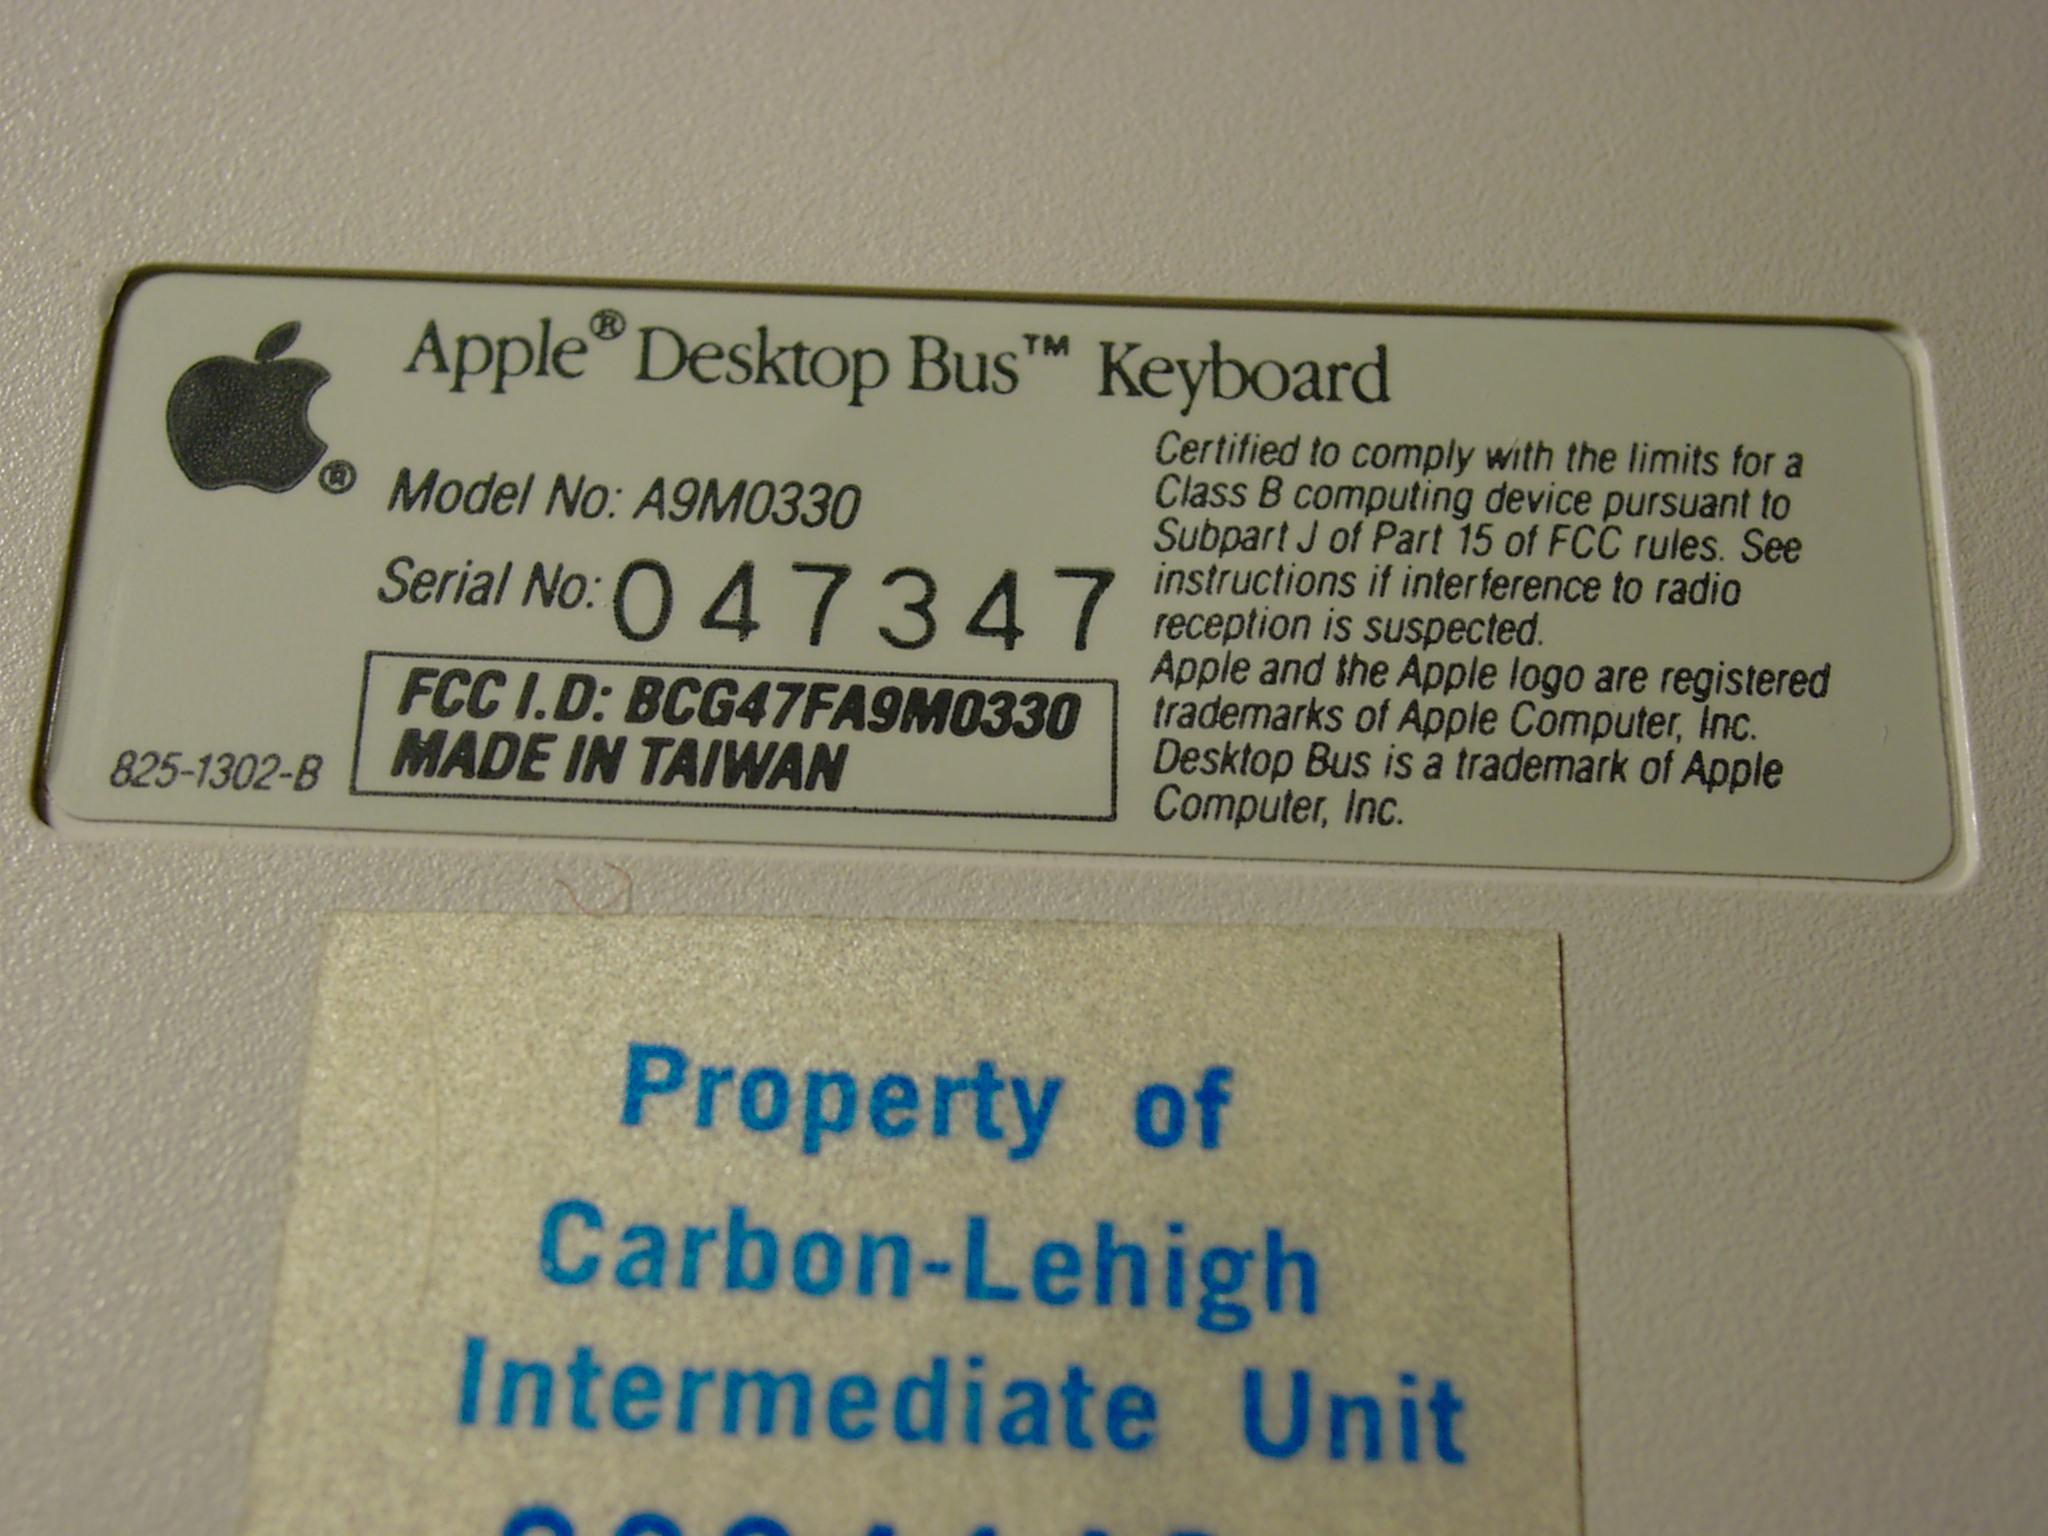 Apple® Desktop Bus™ Keyboard
®
Model No: A9M0330
Serial No: 047347
FCC I.D: BCG47FA9M0330
MADE IN TAIWAN
825-1302-B
Certified to comply with the limits for a
Class B computing device pursuant to
Subpart J of Part 15 of FCC rules. See
instructions if interference to radio
reception is suspected.
Apple and the Apple logo are registered
trademarks of Apple Computer, Inc.
Desktop Bus is a trademark of Apple
Computer, Inc.
Property of
Carbon-Lehigh
Intermediate Unit